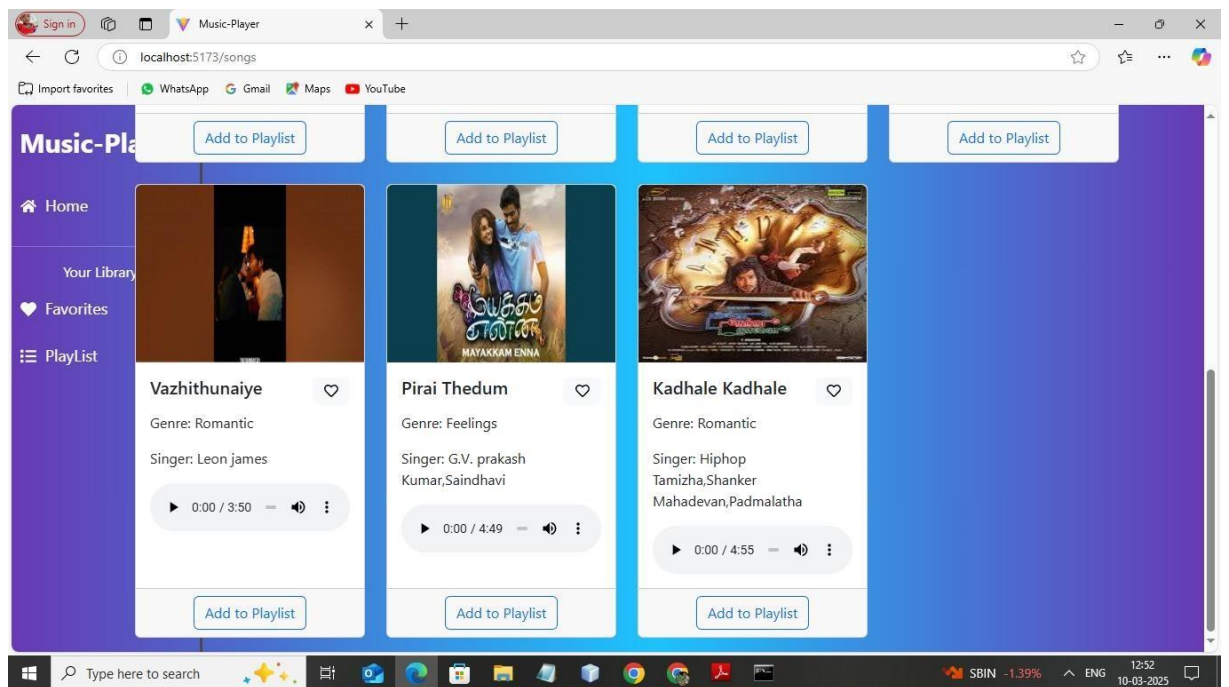 Sign in
Music-Player
localhost:5173/songs
Import favorites
WhatsApp
Gmail
Maps
YouTube
Music-Pla
Add to Playlist
Add to Playlist
Add to Playlist
Add to Playlist
Home
Your Library
Favorites
PlayList
மயக்கம்
என்ன
MAYAKKAM ENNA
Vazhithunaiye
Pirai Thedum
Kadhale Kadhale
Genre: Romantic
Genre: Feelings
Genre: Romantic
Singer: Leon james
Singer: G.V. prakash
Kumar,Saindhavi
Singer: Hiphop
Tamizha,Shanker
Mahadevan,Padmalatha
0:00 / 3:50
0:00 / 4:49
0:00 / 4:55
Add to Playlist
Add to Playlist
Add to Playlist
Type here to search
SBIN -1.39%
ENG
12:52
10-03-2025